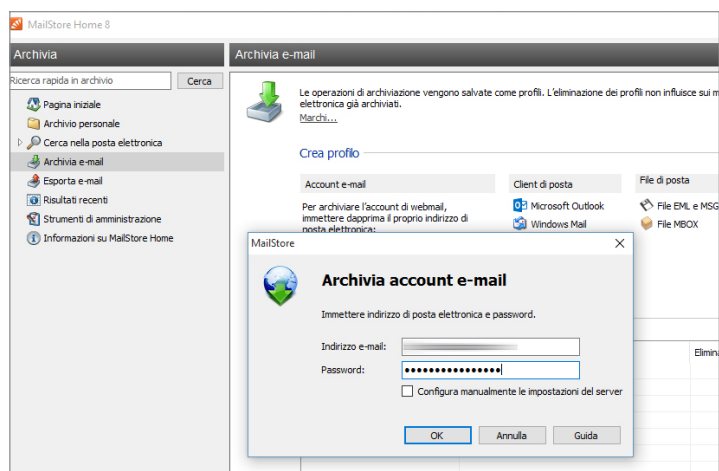 MailStore Home 8
Archivia
Archivia e-mail
Ricerca rapida in archivio
Cerca
Pagina iniziale
Archivio personale
Cerca nella posta elettronica
Archivia e-mail
Esporta e-mail
Risultati recenti
Strumenti di amministrazione
Informazioni su MailStore Home
Le operazioni di archiviazione vengono salvate come profili. L'eliminazione dei profili non influisce sui m
elettronica già archiviati.
Marchi...
Crea profilo
Account e-mail
Client di posta
File di posta
Per archiviare l'account di webmail,
immettere dapprima il proprio indirizzo di
posta elettronica:
Microsoft Outlook
Windows Mail
File EML e MSG
File MBOX
MailStore
Archivia account e-mail
Immettere indirizzo di posta elettronica e password.
Indirizzo e-mail:
Password:
Configura manualmente le impostazioni del server
OK
Annulla
Guida
Elimina